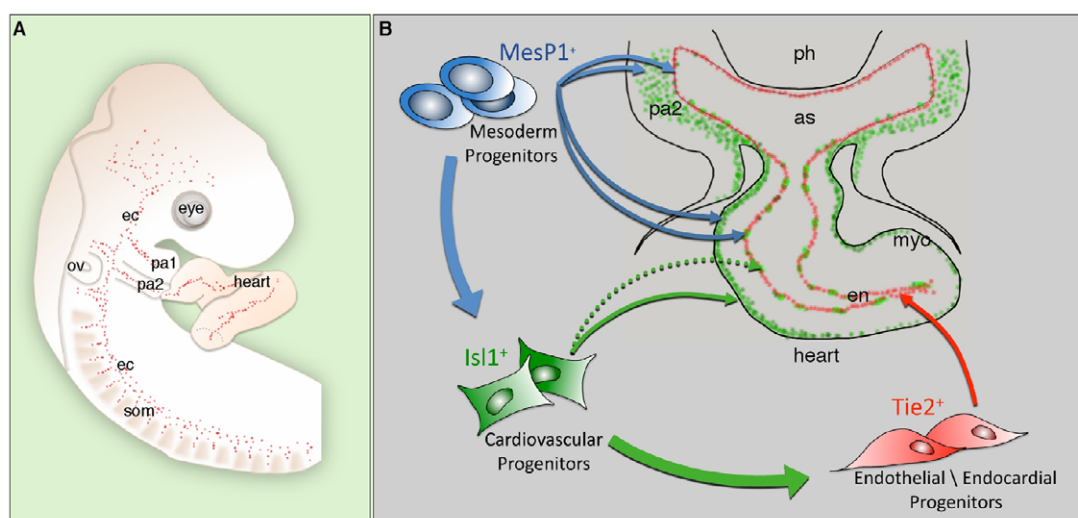 A
ec
eye
ov
pa1
pa2
heart
ec
som
B
MesP1⁺
Mesoderm
Progenitors
ph
pa2
as
myo
en
heart
Isl1⁺
Cardiovascular
Progenitors
Tie2⁺
Endothelial \ Endocardial
Progenitors